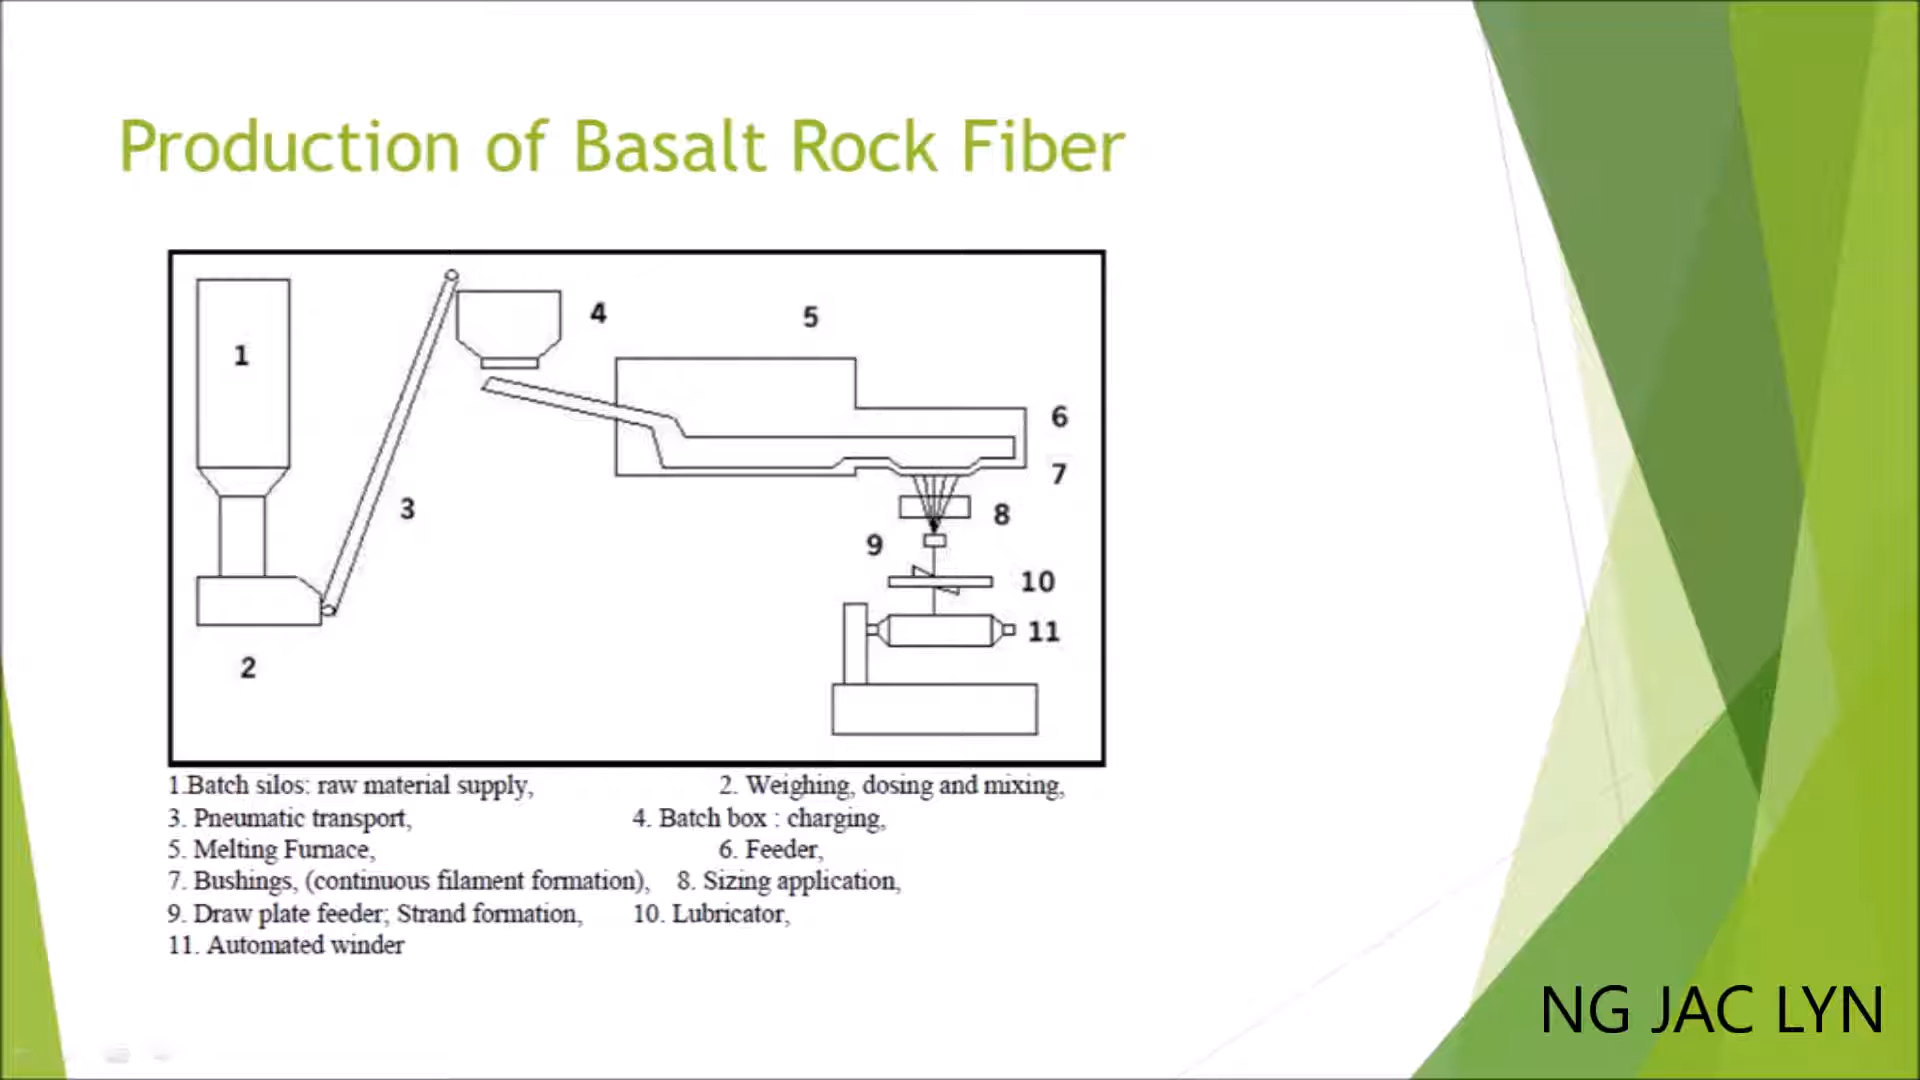 Production of Basalt Rock Fiber
1
2
3
4
5
6
7
8
9
10
11
1.Batch silos: raw material supply, 2. Weighing, dosing and mixing,
3. Pneumatic transport, 4. Batch box : charging,
5. Melting Furnace, 6. Feeder,
7. Bushings, (continuous filament formation), 8. Sizing application,
9. Draw plate feeder; Strand formation, 10. Lubricator,
11. Automated winder
NG JAC LYN